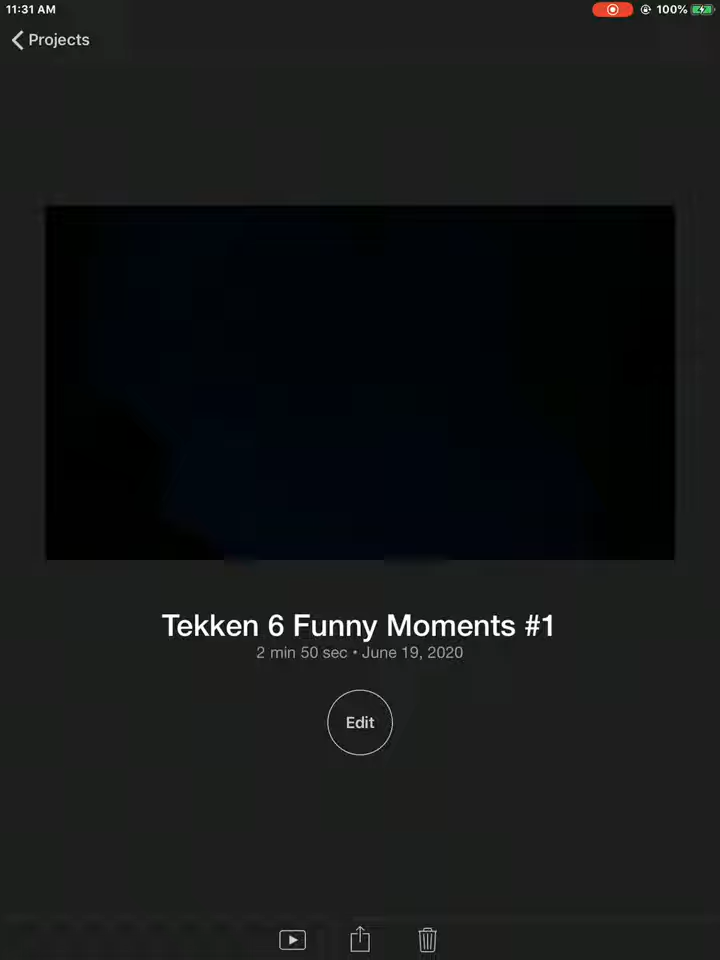 11:31 AM
100%
Projects
Tekken 6 Funny Moments #1
2 min 50 sec • June 19, 2020
Edit